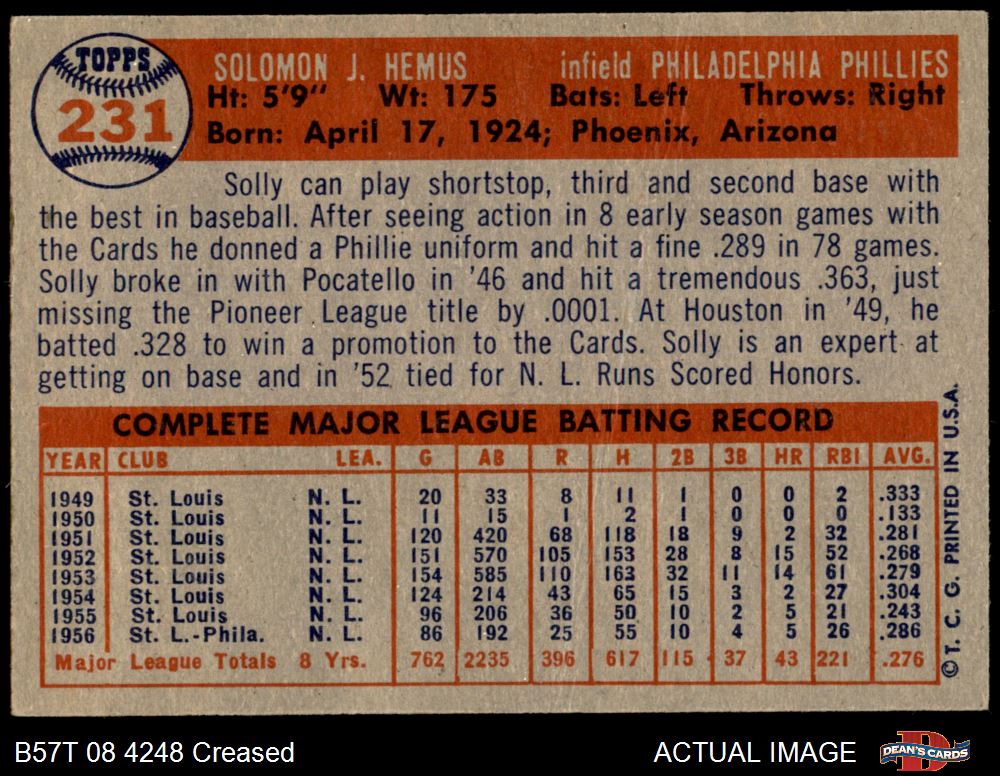 TOPPS
231
SOLOMON J. HEMUS infield PHILADELPHIA PHILLIES
Ht: 5'9" Wt: 175 Bats: Left Throws: Right
Born: April 17, 1924; Phoenix, Arizona
Solly can play shortstop, third and second base with
the best in baseball. After seeing action in 8 early season games with
the Cards he donned a Phillie uniform and hit a fine .289 in 78 games.
Solly broke in with Pocatello in '46 and hit a tremendous .363, just
missing the Pioneer League title by .0001. At Houston in '49, he
batted .328 to win a promotion to the Cards. Solly is an expert at
getting on base and in '52 tied for N. L. Runs Scored Honors.
COMPLETE MAJOR LEAGUE BATTING RECORD
YEAR CLUB LEA. G AB R H 2B 3B HR RBI AVG.
1949 St. Louis N. L. 20 33 8 11 1 0 0 2 .333
1950 St. Louis N. L. 11 15 1 2 1 0 0 0 .133
1951 St. Louis N. L. 120 420 68 118 18 9 2 32 .281
1952 St. Louis N. L. 151 570 105 153 28 8 15 52 .268
1953 St. Louis N. L. 154 585 110 163 32 11 14 61 .279
1954 St. Louis N. L. 124 214 43 65 15 3 2 27 .304
1955 St. Louis N. L. 96 206 36 50 10 2 5 21 .243
1956 St. L.-Phila. N. L. 86 192 25 55 10 4 5 26 .286
Major League Totals 8 Yrs. 762 2235 396 617 115 37 43 221 .276
© T. C. G. PRINTED IN U.S.A.
B57T 08 4248 Creased ACTUAL IMAGE DEAN'S CARDS